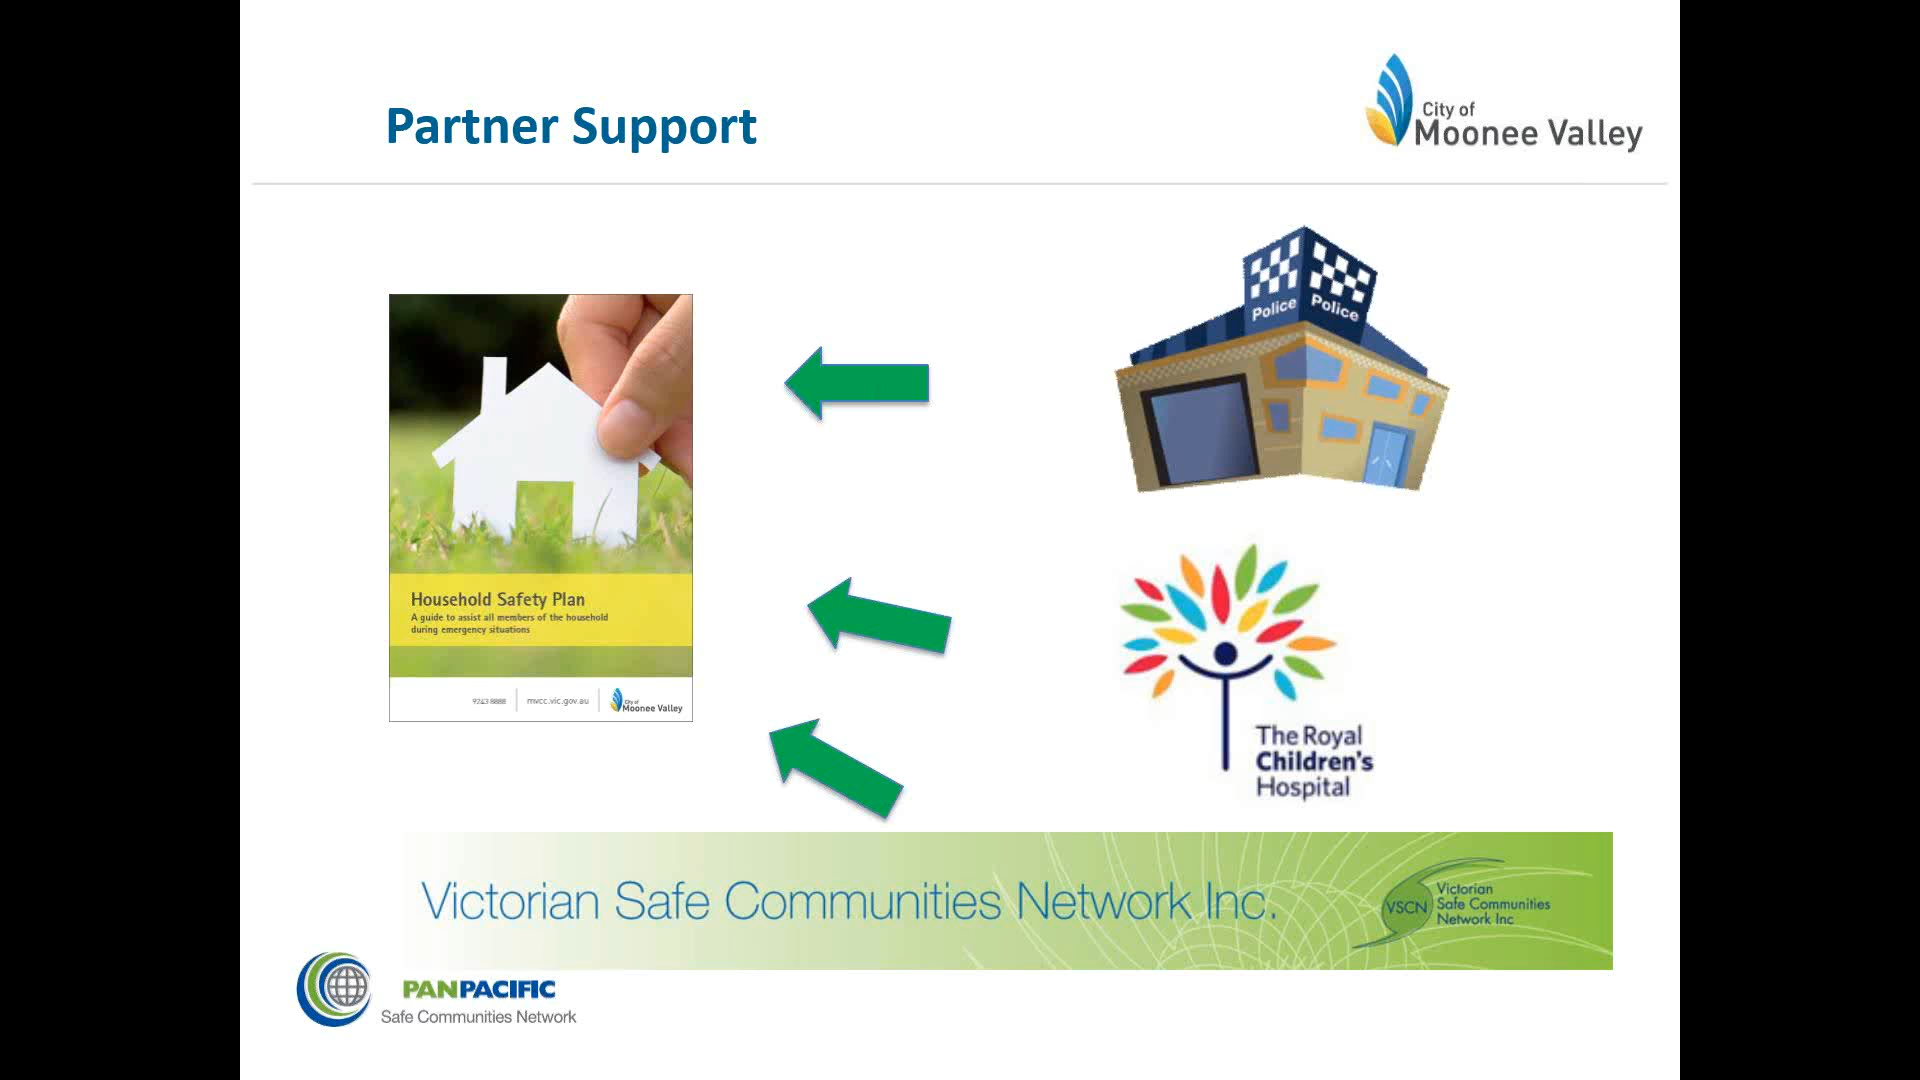 Partner Support
City of
Moonee Valley
Police
Police
Household Safety Plan
A guide to assist all members of the household
during emergency situations
9243 8888
mvcc.vic.gov.au
City of
Moonee Valley
The Royal
Children's
Hospital
Victorian Safe Communities Network Inc.
VSCN
Victorian
Safe Communities
Network Inc
PANPACIFIC
Safe Communities Network